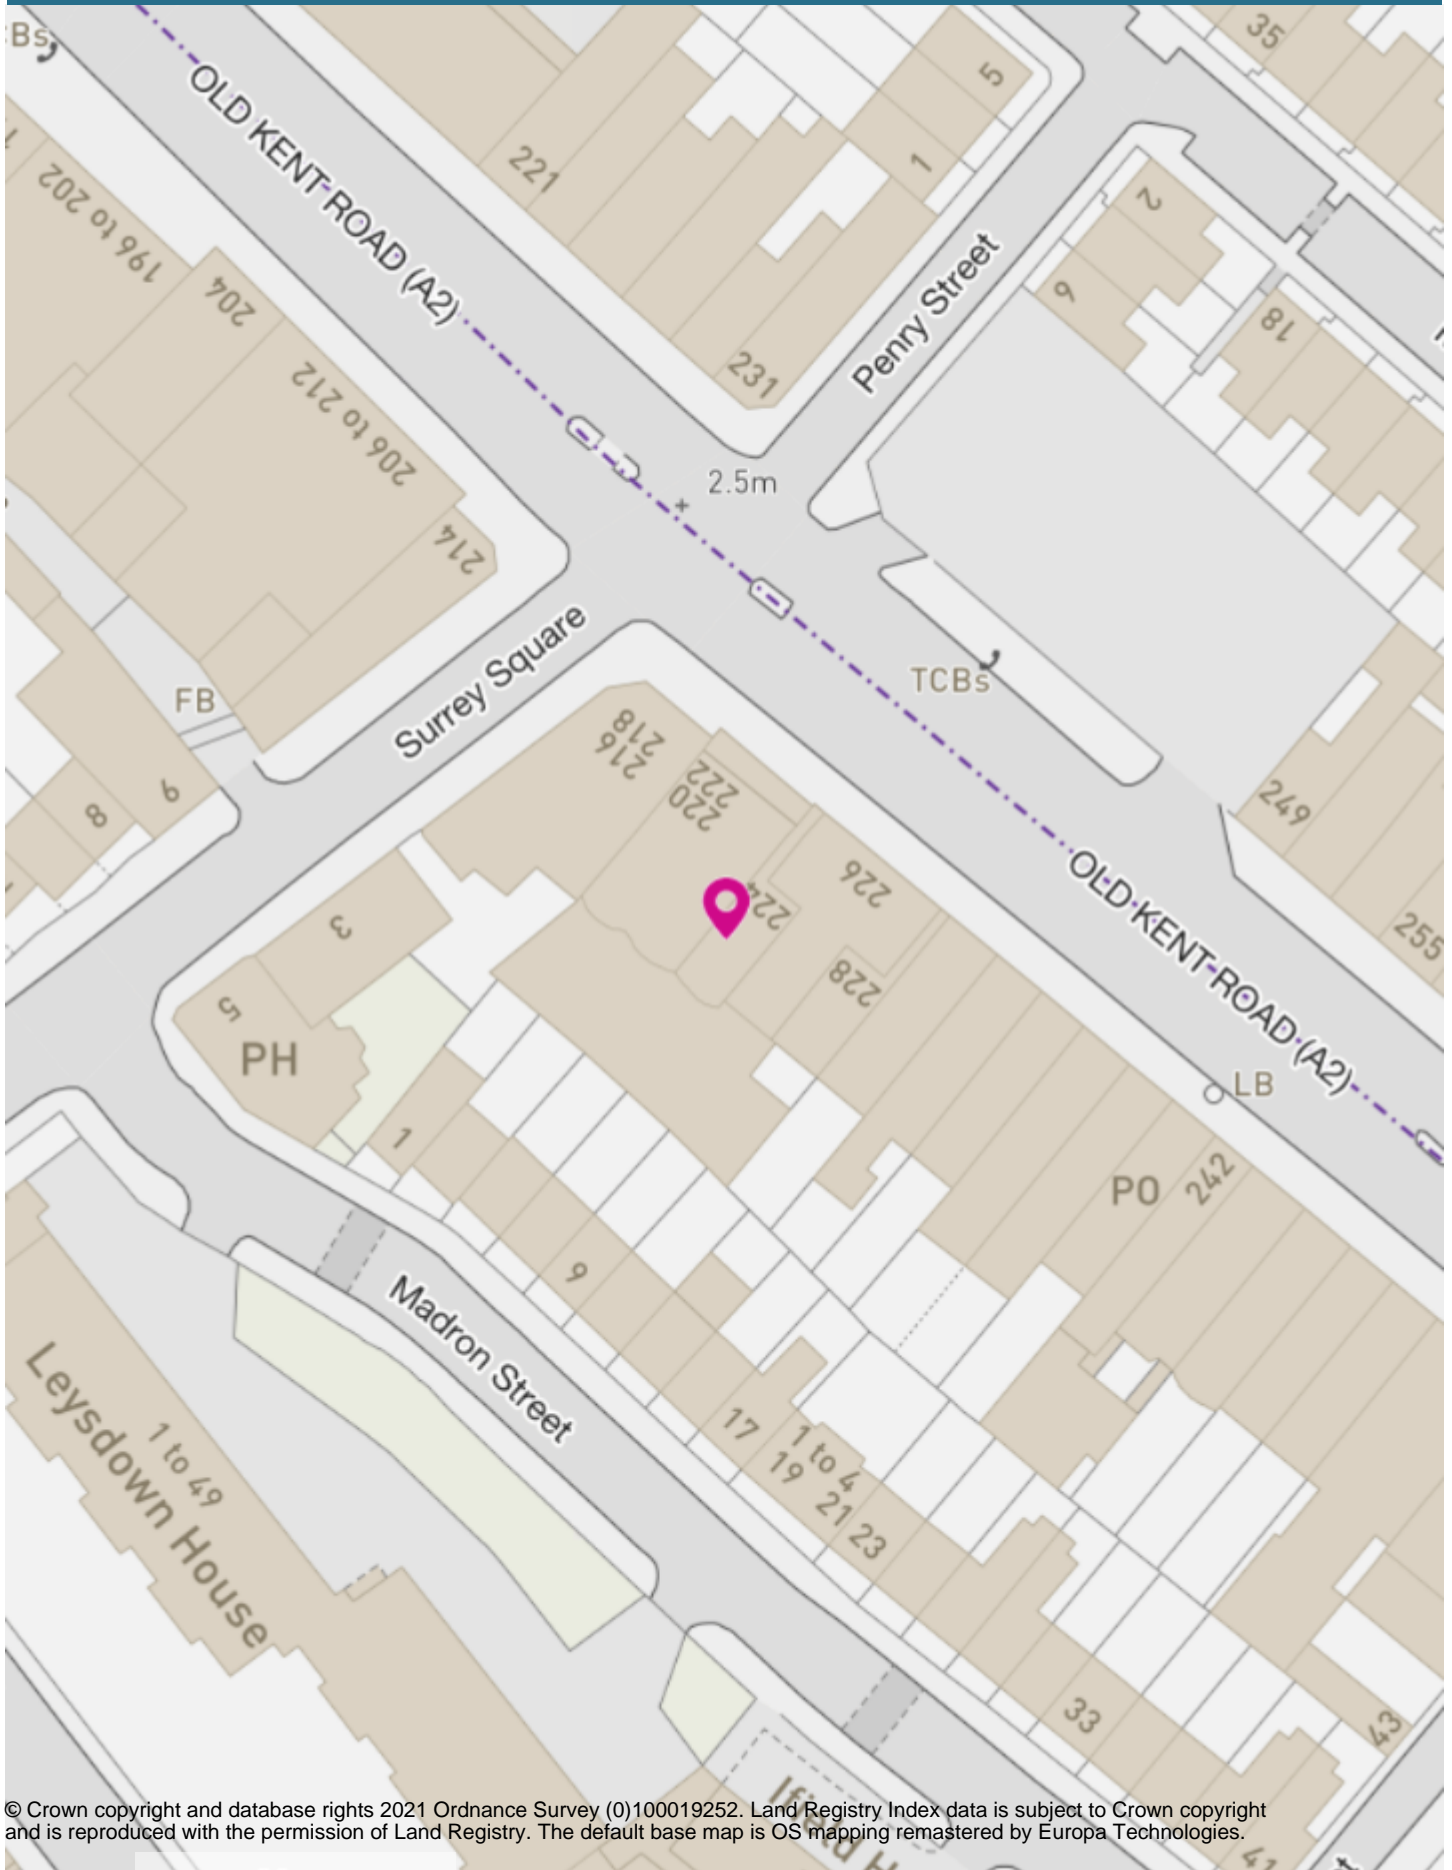 Bs
35
5
OLD KENT ROAD (A2)
221
1
2
196 to 202
204
Penry Street
9
18
206 to 212
231
2.5m
214
Surrey Square
TCBs
FB
218
216
222
220
6
8
249
226
224
OLD KENT ROAD (A2)
3
255
228
5
PH
LB
1
PO
242
9
Madron Street
Leysdown House
1 to 49
17
1 to 4
19
21
23
33
43
Ifield H
41
© Crown copyright and database rights 2021 Ordnance Survey (0)100019252. Land Registry Index data is subject to Crown copyright
and is reproduced with the permission of Land Registry. The default base map is OS mapping remastered by Europa Technologies.